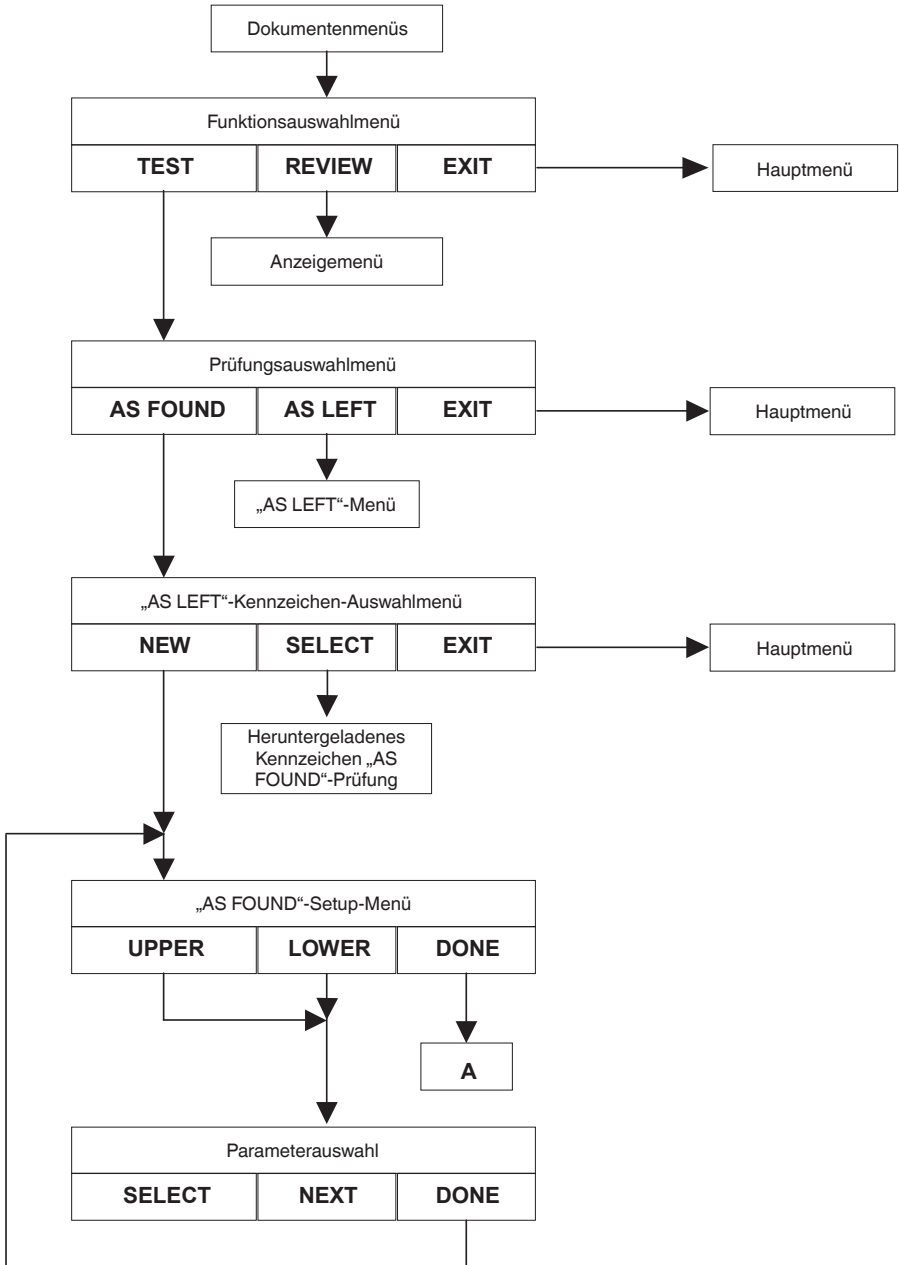 Dokumentenmenüs
Funktionsauswahlmenü
TEST REVIEW EXIT
Hauptmenü
Anzeigemenü
Prüfungsauswahlmenü
AS FOUND AS LEFT EXIT
Hauptmenü
„AS LEFT“-Menü
„AS LEFT“-Kennzeichen-Auswahlmenü
NEW SELECT EXIT
Hauptmenü
Heruntergeladenes
Kennzeichen „AS
FOUND“-Prüfung
„AS FOUND“-Setup-Menü
UPPER LOWER DONE
A
Parameterauswahl
SELECT NEXT DONE